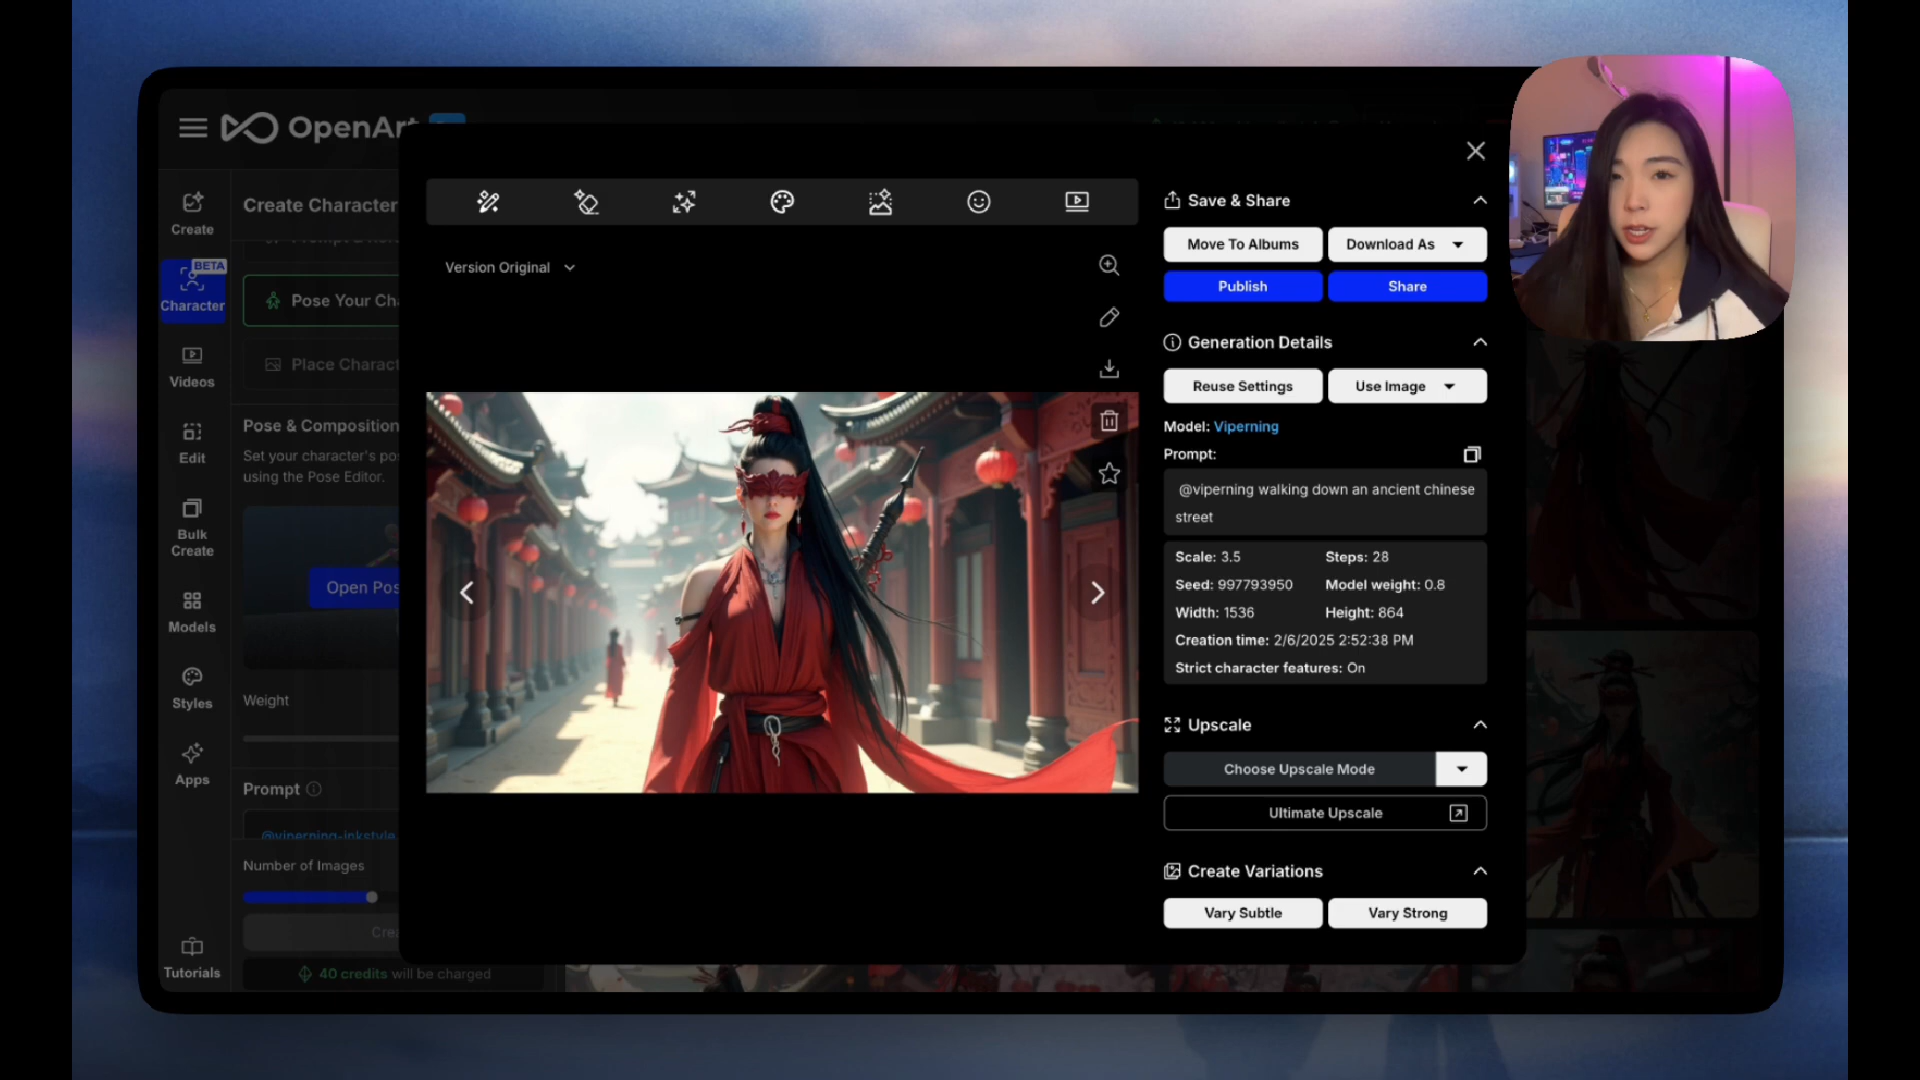 OpenArt
Create
BETA
Character
Videos
Edit
Bulk
Create
Models
Styles
Apps
Tutorials
Create Character
Pose Your Cha
Place Charact
Pose & Composition
Set your character's pos
using the Pose Editor.
Open Pos
Weight
Prompt
@viperning-inkstyle
Number of Images
Crea
40 credits will be charged
Version Original
Save & Share
Move To Albums
Download As
Publish
Share
Generation Details
Reuse Settings
Use Image
Model: Viperning
Prompt:
@viperning walking down an ancient chinese
street
Scale: 3.5
Steps: 28
Seed: 997793950
Model weight: 0.8
Width: 1536
Height: 864
Creation time: 2/6/2025 2:52:38 PM
Strict character features: On
Upscale
Choose Upscale Mode
Ultimate Upscale
Create Variations
Vary Subtle
Vary Strong